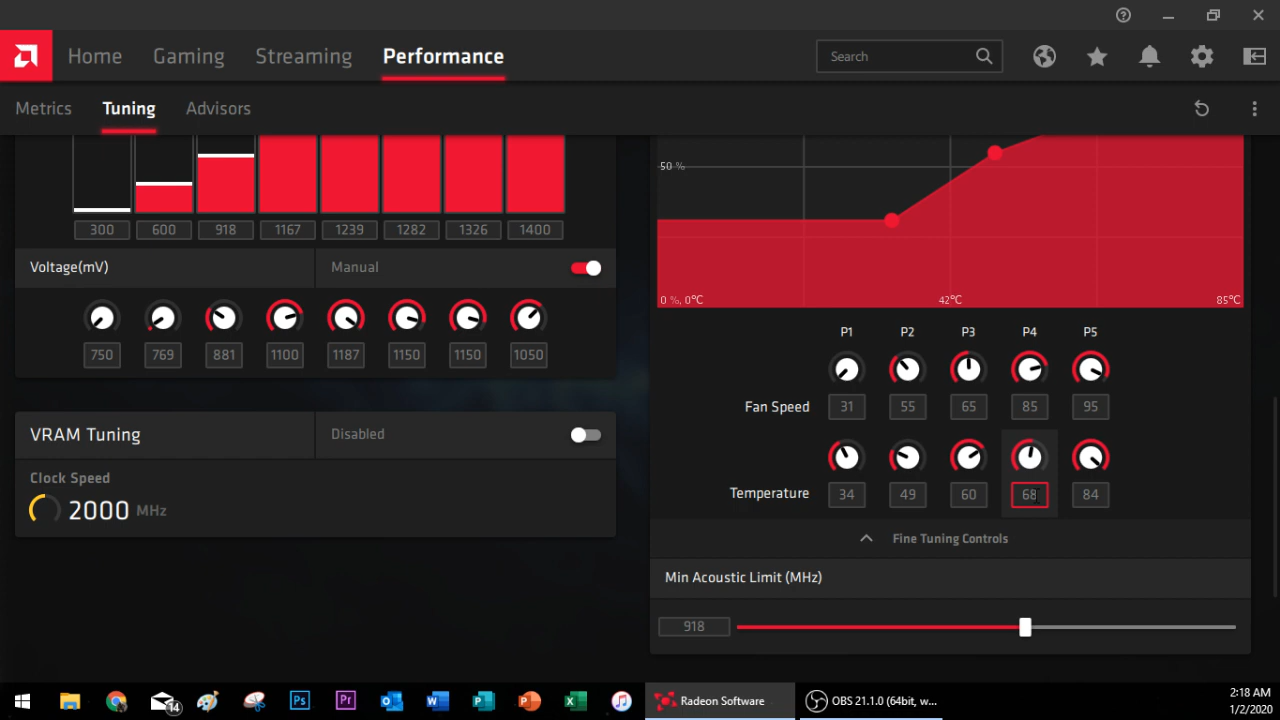 Home Gaming Streaming Performance Search
Metrics Tuning Advisors
300 600 918 1167 1239 1282 1326 1400
Voltage(mV) Manual
750 769 881 1100 1187 1150 1150 1050
VRAM Tuning Disabled
Clock Speed
2000 MHz
50 %
0 %, 0°C 42°C 85°C
P1 P2 P3 P4 P5
Fan Speed 31 55 65 85 95
Temperature 34 49 60 68 84
Fine Tuning Controls
Min Acoustic Limit (MHz)
918
14 Ps Pr Radeon Software OBS 21.1.0 (64bit, w...
2:18 AM
1/2/2020